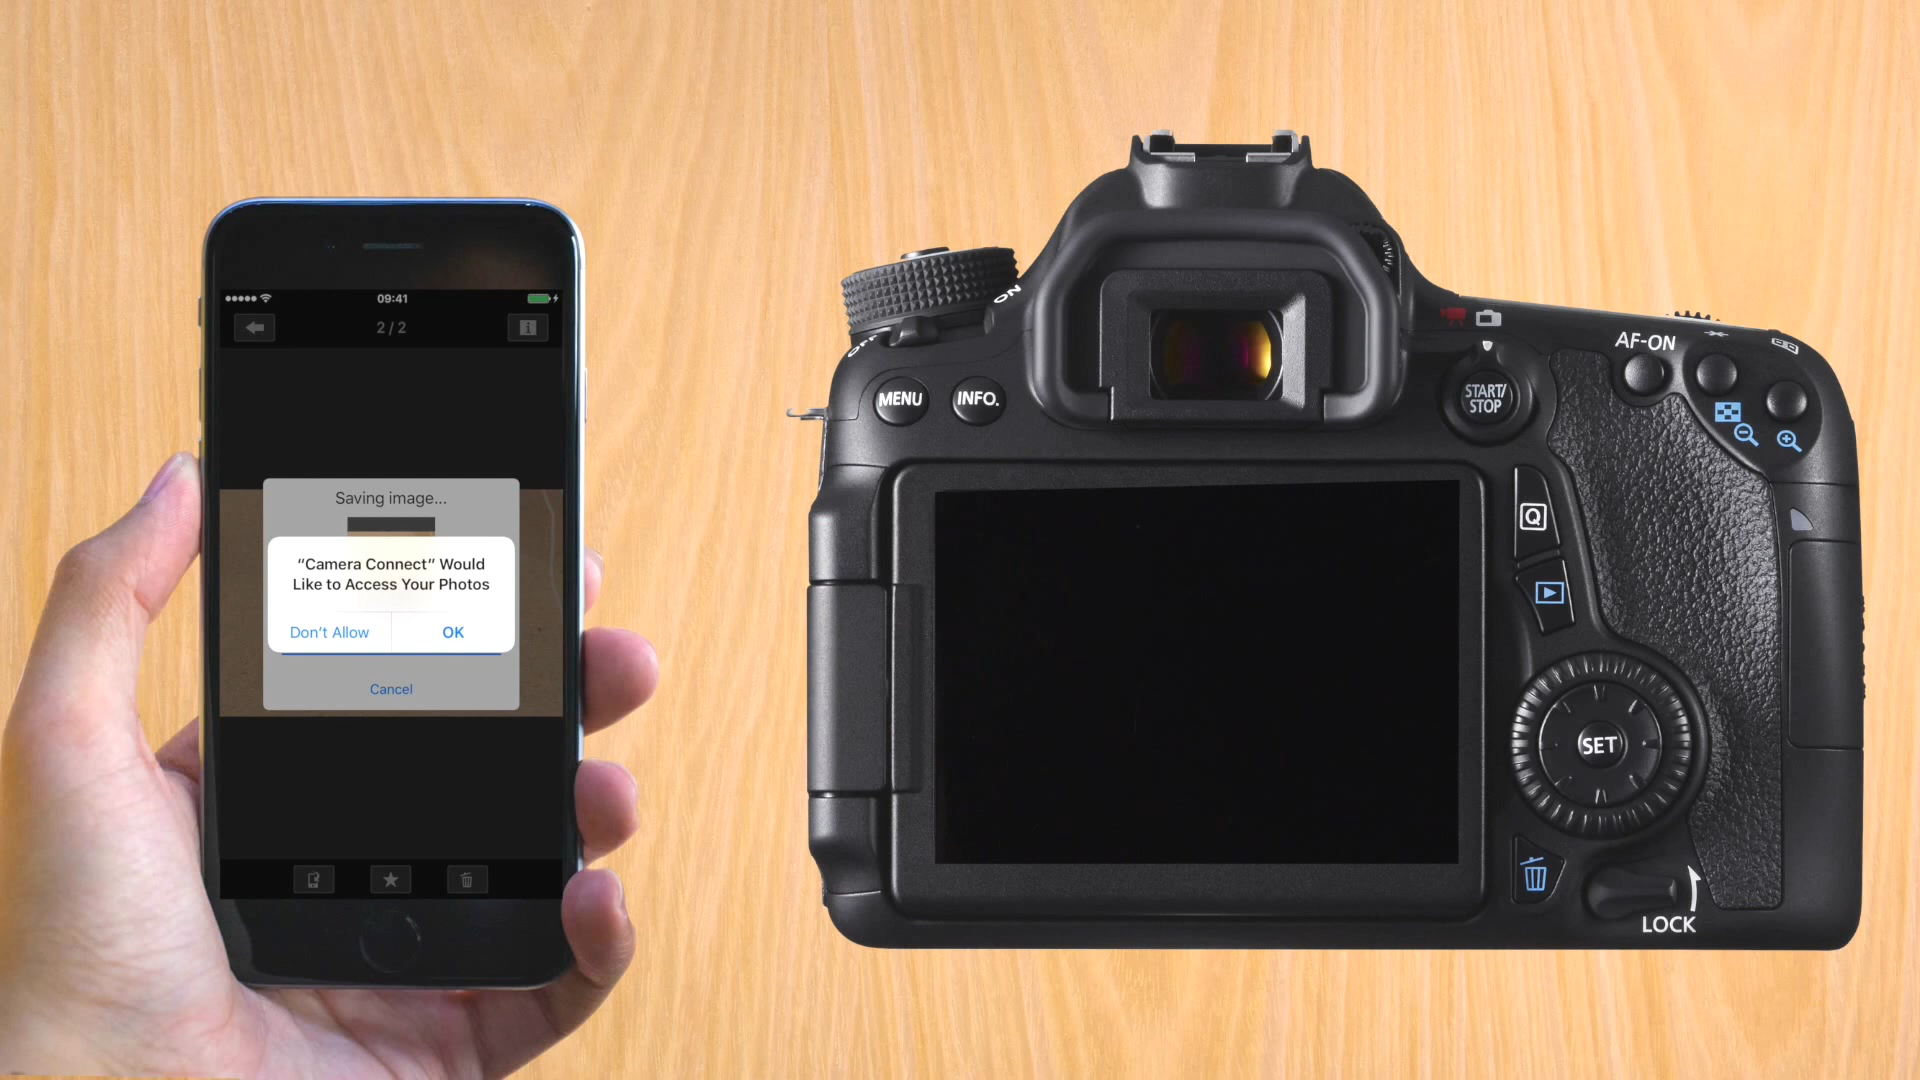 09:41
2 / 2
Saving image...
“Camera Connect” Would
Like to Access Your Photos
Don’t Allow
OK
Cancel
ON
OFF
MENU
INFO.
START/
STOP
AF-ON
Q
SET
LOCK